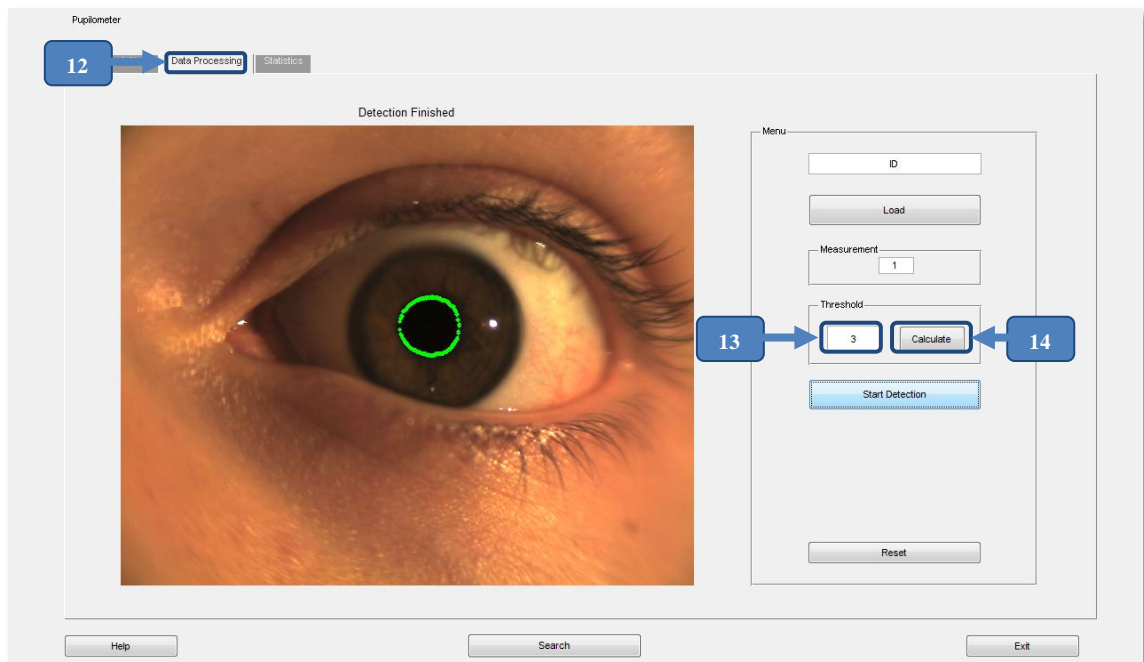 Pupilometer
12
Data Processing
Statistics
Detection Finished
Menu
ID
Load
Measurement
1
Threshold
13
3
Calculate
14
Start Detection
Reset
Help
Search
Exit